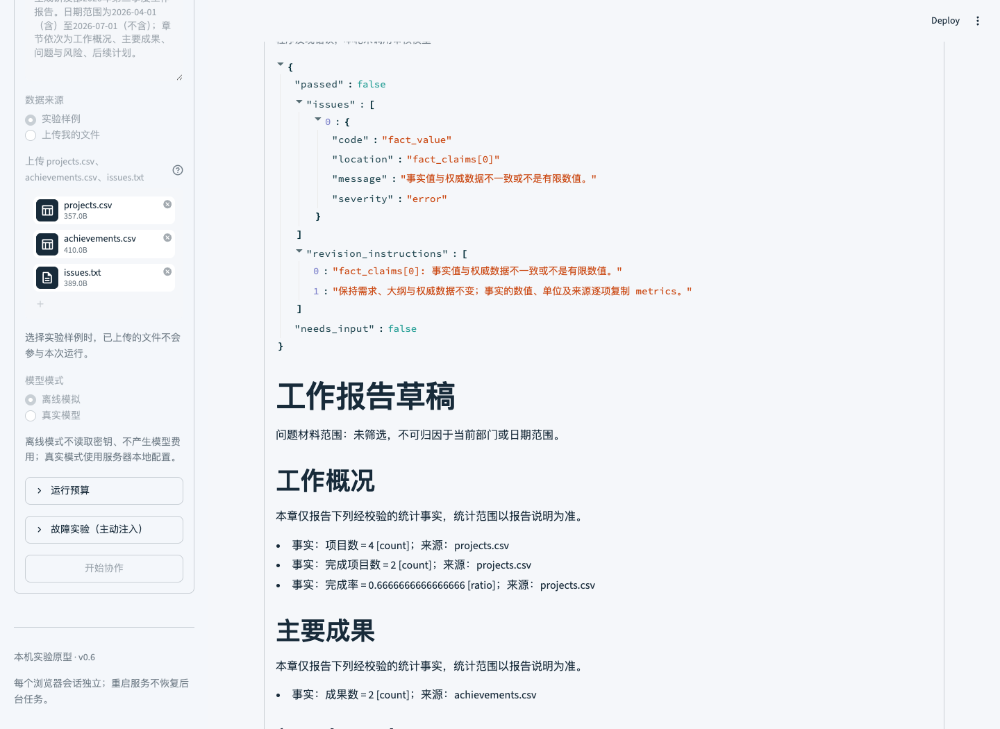 报告。日期范围为2026-04-01
（含）至2026-07-01（不含）；章
节依次为工作概况、主要成果、
问题与风险、后续计划。
数据来源
实验样例
上传我的文件
上传 projects.csv、
achievements.csv、issues.txt
projects.csv
357.0B
achievements.csv
410.0B
issues.txt
389.0B
选择实验样例时，已上传的文件不会
参与本次运行。
模型模式
离线模拟
真实模型
离线模式不读取密钥、不产生模型费
用；真实模式使用服务器本地配置。
运行预算
故障实验（主动注入）
开始协作
本机实验原型 · v0.6
每个浏览器会话独立；重启服务不恢复后
台任务。
Deploy
{
"passed" : false
"issues" : [
0 : {
"code" : "fact_value"
"location" : "fact_claims[0]"
"message" : "事实值与权威数据不一致或不是有限数值。"
"severity" : "error"
}
]
"revision_instructions" : [
0 : "fact_claims[0]: 事实值与权威数据不一致或不是有限数值。"
1 : "保持需求、大纲与权威数据不变；事实的数值、单位及来源逐项复制 metrics。"
]
"needs_input" : false
}
工作报告草稿
问题材料范围：未筛选，不可归因于当前部门或日期范围。
工作概况
本章仅报告下列经校验的统计事实，统计范围以报告说明为准。
• 事实：项目数 = 4 [count]；来源：projects.csv
• 事实：完成项目数 = 2 [count]；来源：projects.csv
• 事实：完成率 = 0.6666666666666666 [ratio]；来源：projects.csv
主要成果
本章仅报告下列经校验的统计事实，统计范围以报告说明为准。
• 事实：成果数 = 2 [count]；来源：achievements.csv